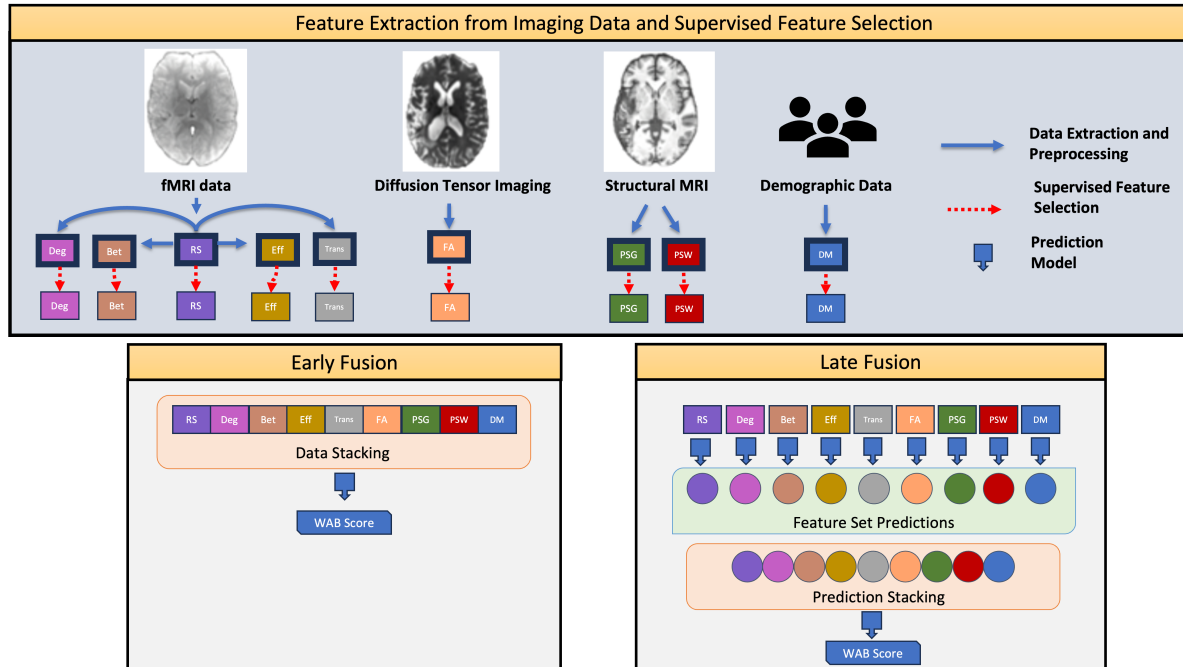 Feature Extraction from Imaging Data and Supervised Feature Selection
fMRI data
Diffusion Tensor Imaging
Structural MRI
Demographic Data
Data Extraction and
Preprocessing
Supervised Feature
Selection
Prediction
Model
Deg
Bet
RS
Eff
Trans
FA
PSG
PSW
DM
Deg
Bet
RS
Eff
Trans
FA
PSG
PSW
DM
Early Fusion
RS Deg Bet Eff Trans FA PSG PSW DM
Data Stacking
WAB Score
Late Fusion
RS Deg Bet Eff Trans FA PSG PSW DM
Feature Set Predictions
Prediction Stacking
WAB Score